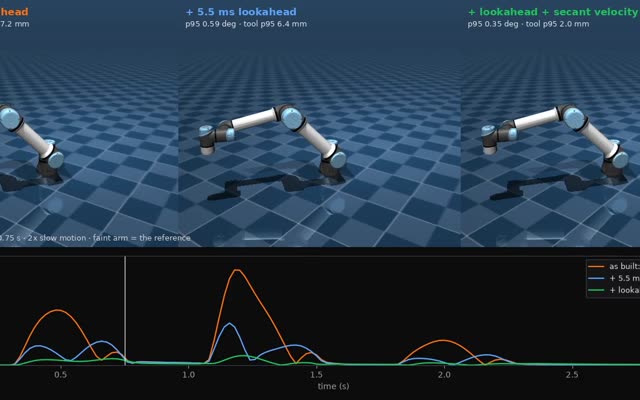 head
+ 5.5 ms lookahead
+ lookahead + secant velocity
7.2 mm
p95 0.59 deg · tool p95 6.4 mm
p95 0.35 deg · tool p95 2.0 mm
0.75 s · 2x slow motion · faint arm = the reference
as built:
+ 5.5 m
+ looka
0.5
1.0
1.5
2.0
2.5
time (s)